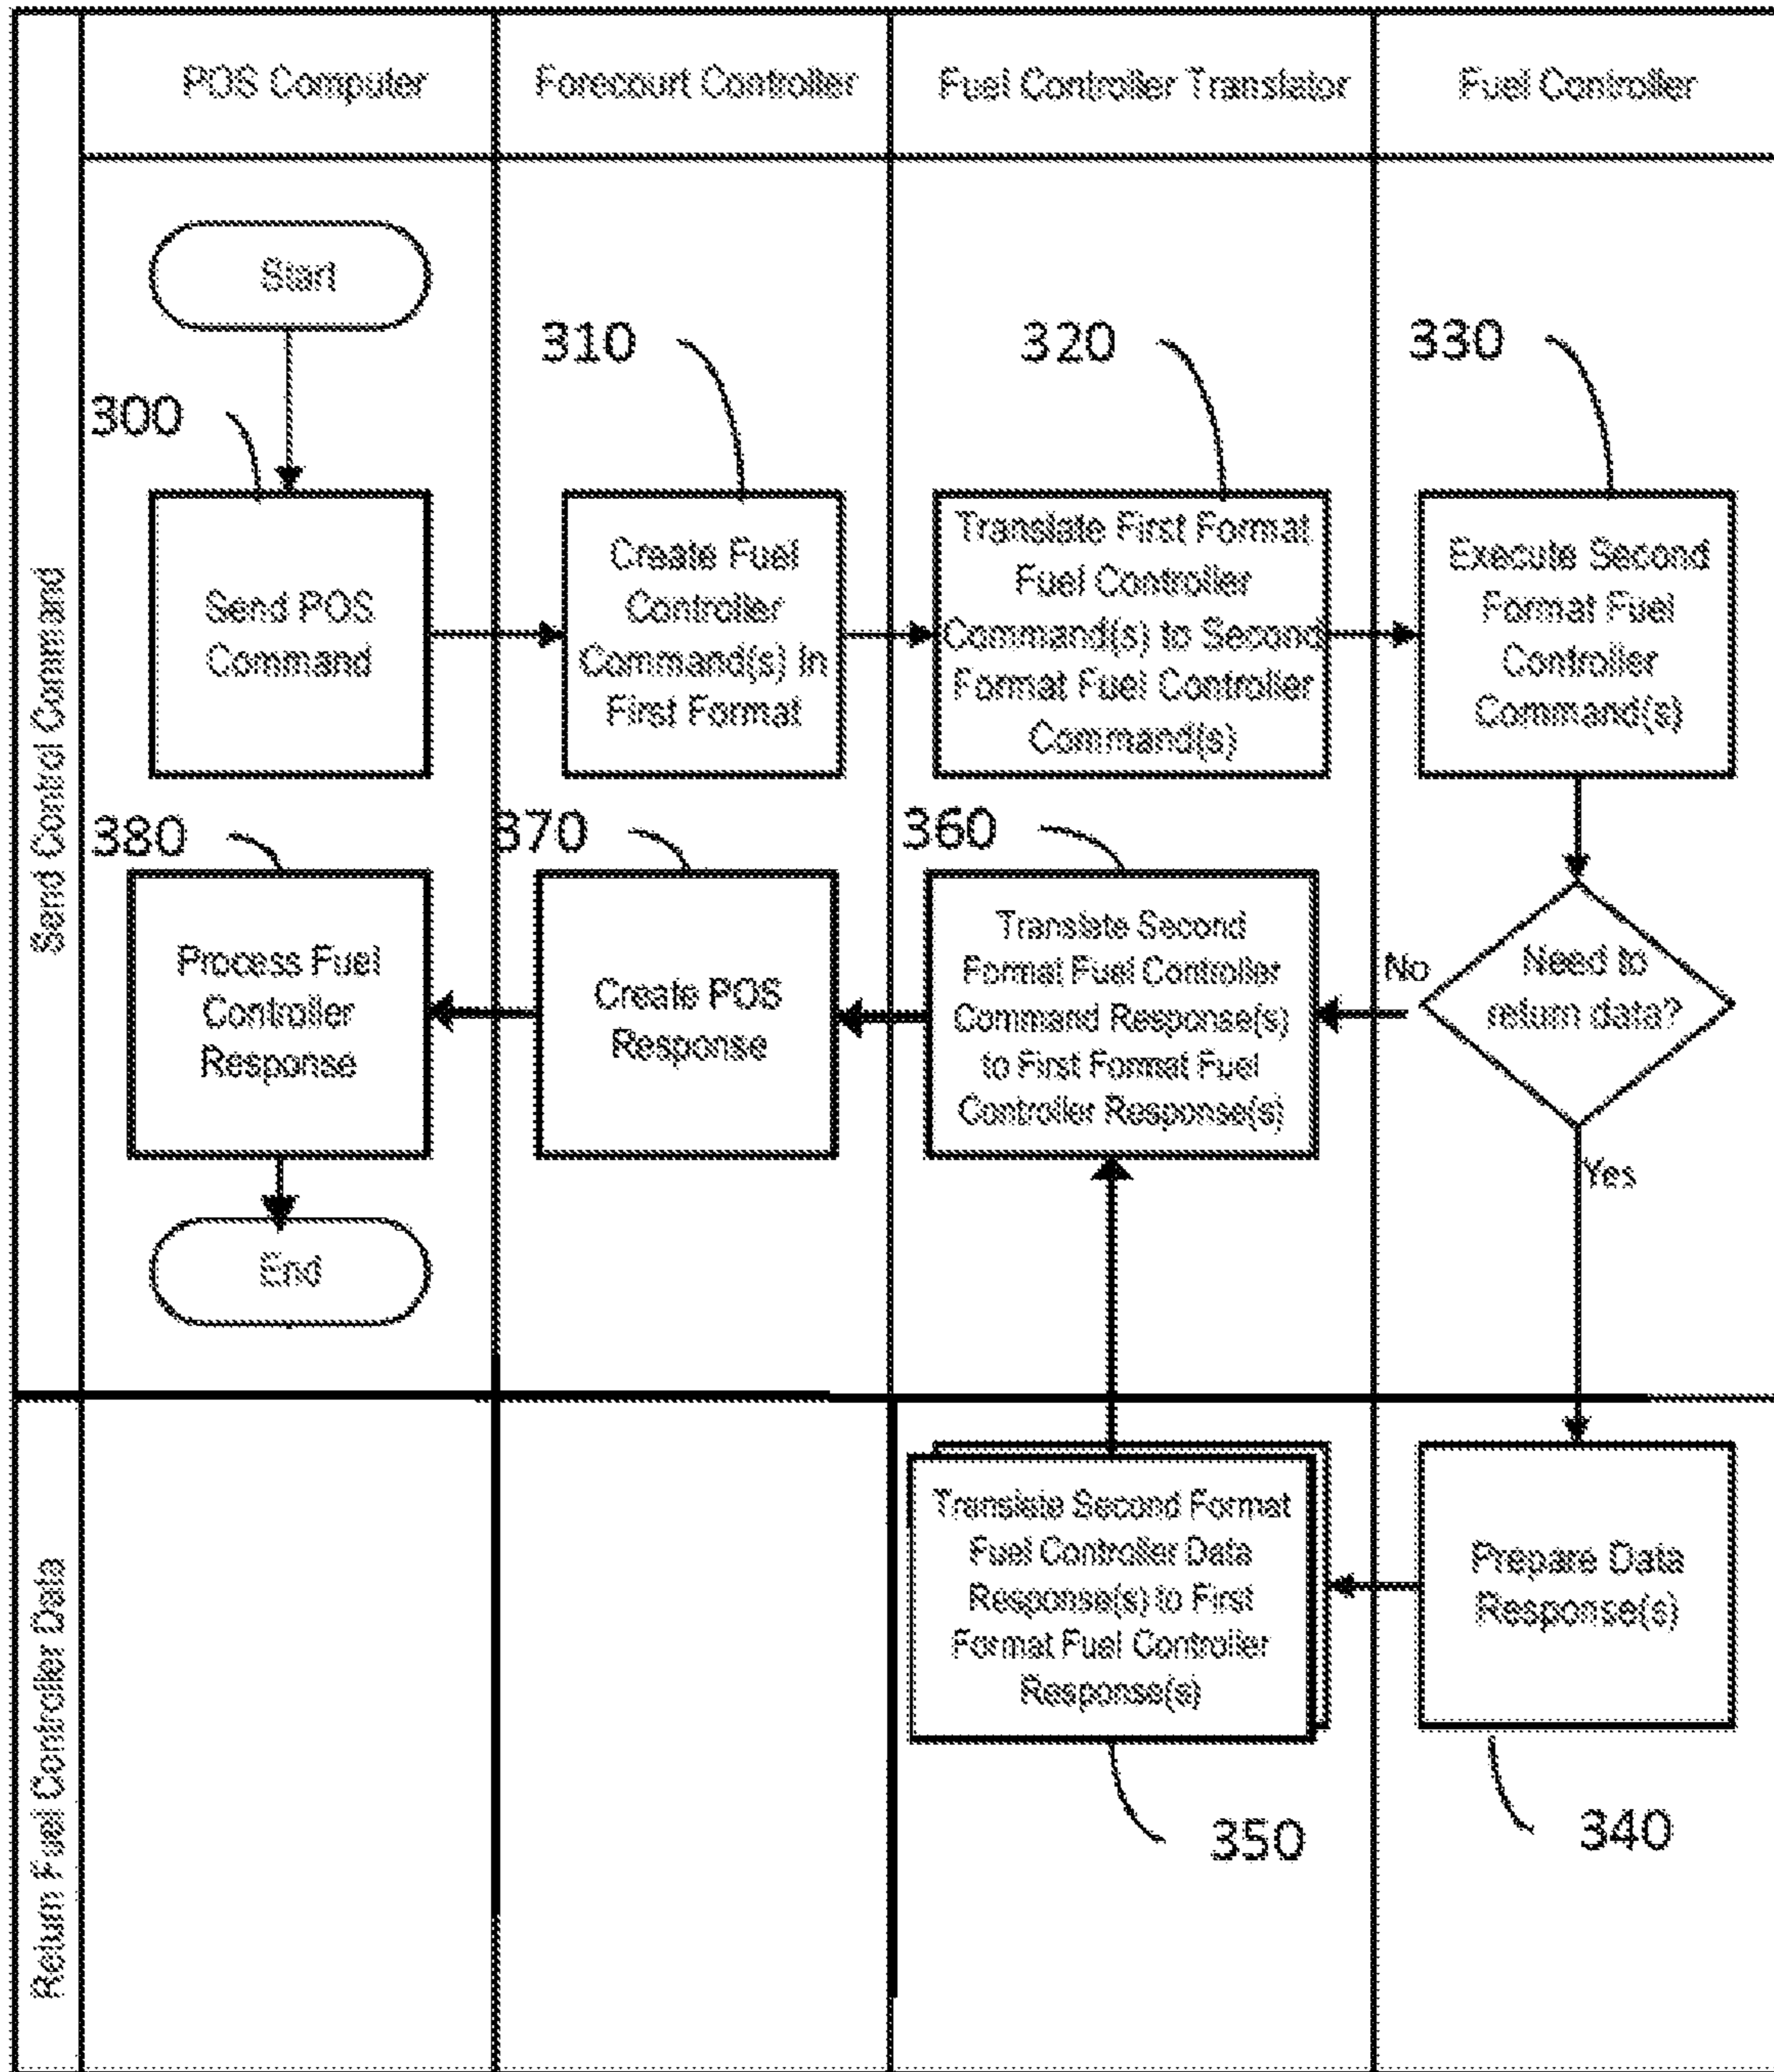 POS Computer
Forecourt Controller
Fuel Controller Translator
Fuel Controller
Send Control Command
Start
300
310
320
330
Send POS
Command
Create Fuel
Controller
Command(s) In
First Format
Translate First Format
Fuel Controller
Command(s) to Second
Format Fuel Controller
Command(s)
Execute Second
Format Fuel
Controller
Command(s)
380
370
360
Process Fuel
Controller
Response
Create POS
Response
Translate Second
Format Fuel Controller
Command Response(s)
to First Format Fuel
Controller Response(s)
No
Need to
return data?
Yes
End
Return Fuel Controller Data
Translate Second Format
Fuel Controller Data
Response(s) to First
Format Fuel Controller
Response(s)
Prepare Data
Response(s)
350
340